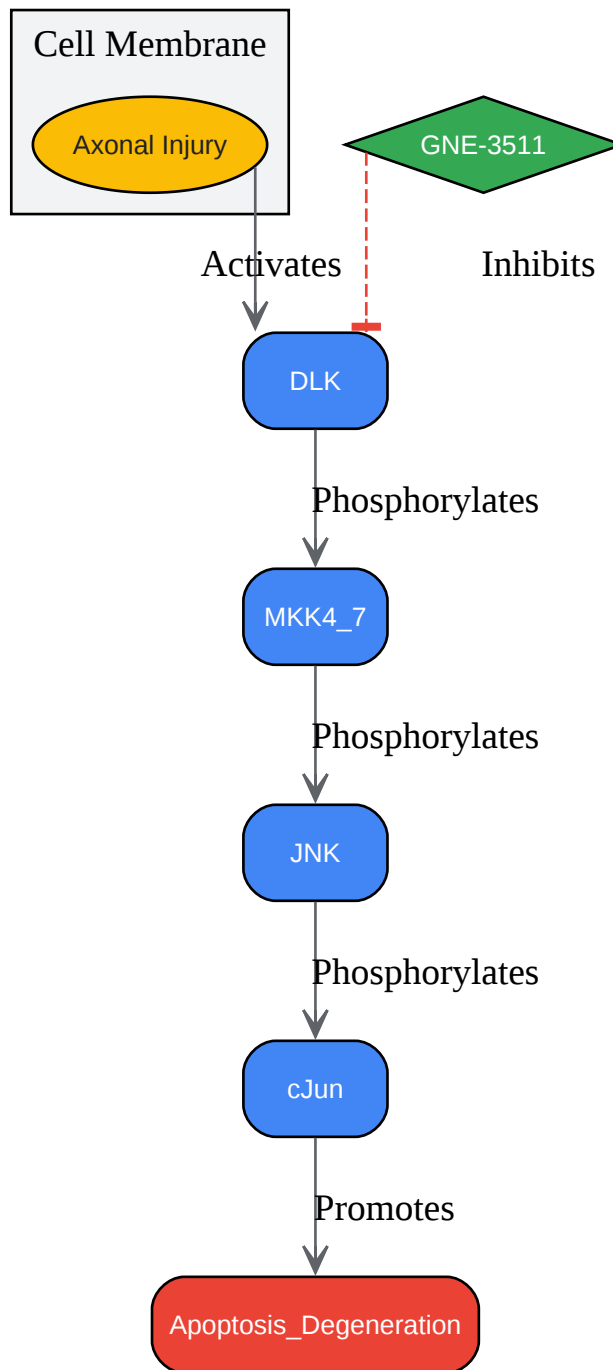 Cell Membrane
Axonal Injury
GNE-3511
Activates
Inhibits
DLK
Phosphorylates
MKK4_7
Phosphorylates
JNK
Phosphorylates
cJun
Promotes
Apoptosis_Degeneration